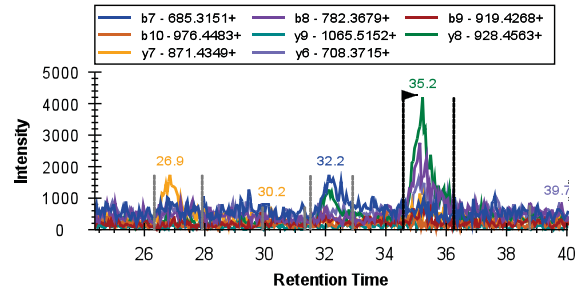 b7 - 685.3151+ b8 - 782.3679+ b9 - 919.4268+
b10 - 976.4483+ y9 - 1065.5152+ y8 - 928.4563+
y7 - 871.4349+ y6 - 708.3715+
35.2
5000
4000
3000
2000
1000
0
Intensity
26.9
30.2
32.2
39.7
26 28 30 32 34 36 38 40
Retention Time